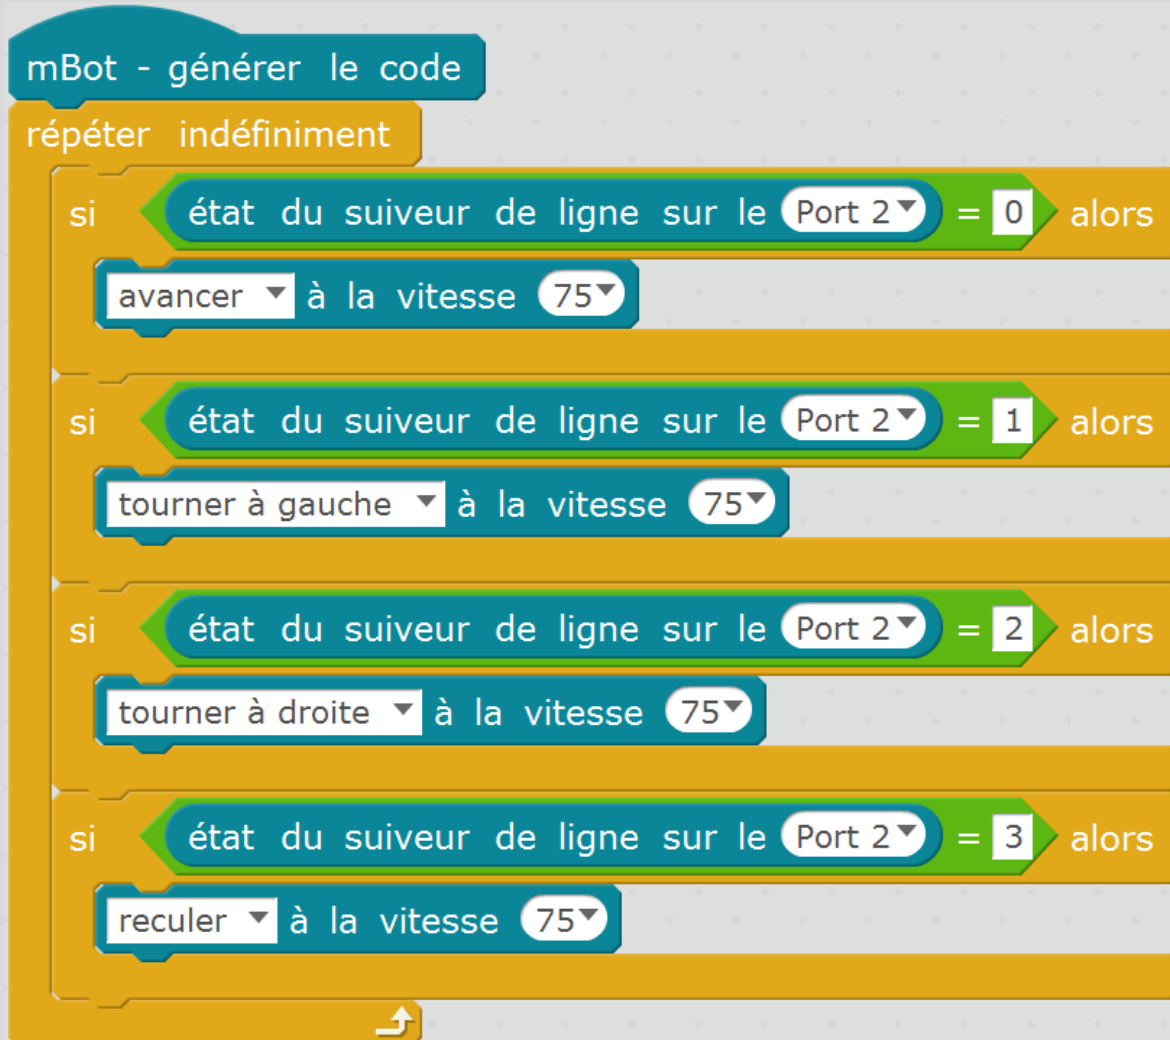 mBot - générer le code
répéter indéfiniment
si état du suiveur de ligne sur le Port 2 = 0 alors
avancer à la vitesse 75
si état du suiveur de ligne sur le Port 2 = 1 alors
tourner à gauche à la vitesse 75
si état du suiveur de ligne sur le Port 2 = 2 alors
tourner à droite à la vitesse 75
si état du suiveur de ligne sur le Port 2 = 3 alors
reculer à la vitesse 75